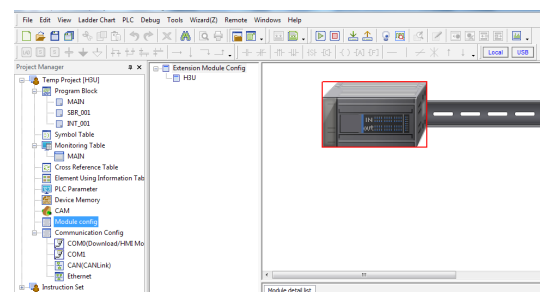 File Edit View Ladder Chart PLC Debug Tools Wizard(Z) Remote Windows Help
Local USB
Project Manager
Extension Module Config
H3U
Temp Project [H3U]
Program Block
MAIN
SBR_001
INT_001
Symbol Table
Monitoring Table
MAIN
Cross Reference Table
Element Using Information Tab
PLC Parameter
Device Memory
CAM
Module config
Communication Config
COM0(Download/HMI Mo
COM1
CAN(CANLink)
Ethernet
Instruction Set
IN
out
Module detail list